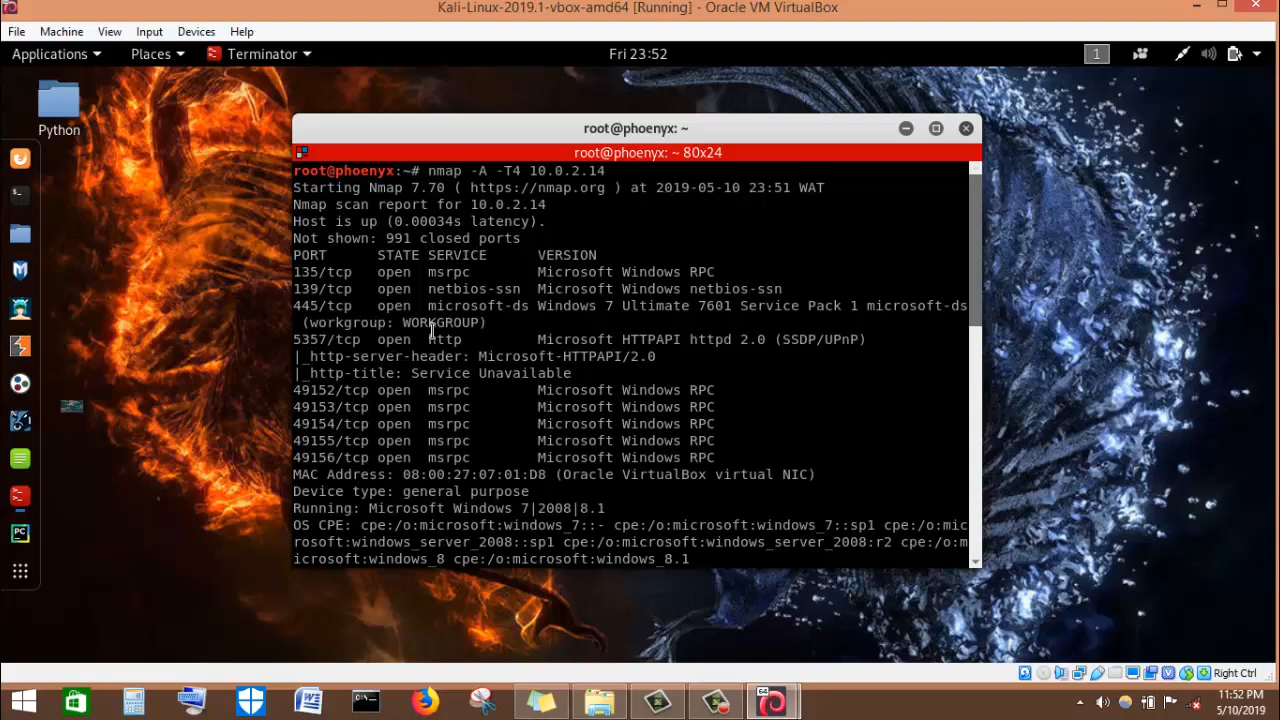 Kali-Linux-2019.1-vbox-amd64 [Running] - Oracle VM VirtualBox
File Machine View Input Devices Help
Applications Places Terminator Fri 23:52 1
Python
root@phoenyx: ~
root@phoenyx: ~ 80x24
root@phoenyx:~# nmap -A -T4 10.0.2.14
Starting Nmap 7.70 ( https://nmap.org ) at 2019-05-10 23:51 WAT
Nmap scan report for 10.0.2.14
Host is up (0.00034s latency).
Not shown: 991 closed ports
PORT STATE SERVICE VERSION
135/tcp open msrpc Microsoft Windows RPC
139/tcp open netbios-ssn Microsoft Windows netbios-ssn
445/tcp open microsoft-ds Windows 7 Ultimate 7601 Service Pack 1 microsoft-ds
(workgroup: WORKGROUP)
5357/tcp open http Microsoft HTTPAPI httpd 2.0 (SSDP/UPnP)
|_http-server-header: Microsoft-HTTPAPI/2.0
|_http-title: Service Unavailable
49152/tcp open msrpc Microsoft Windows RPC
49153/tcp open msrpc Microsoft Windows RPC
49154/tcp open msrpc Microsoft Windows RPC
49155/tcp open msrpc Microsoft Windows RPC
49156/tcp open msrpc Microsoft Windows RPC
MAC Address: 08:00:27:07:01:D8 (Oracle VirtualBox virtual NIC)
Device type: general purpose
Running: Microsoft Windows 7|2008|8.1
OS CPE: cpe:/o:microsoft:windows_7::- cpe:/o:microsoft:windows_7::sp1 cpe:/o:mic
rosoft:windows_server_2008::sp1 cpe:/o:microsoft:windows_server_2008:r2 cpe:/o:m
icrosoft:windows_8 cpe:/o:microsoft:windows_8.1
PC
Right Ctrl
64
11:52 PM
5/10/2019